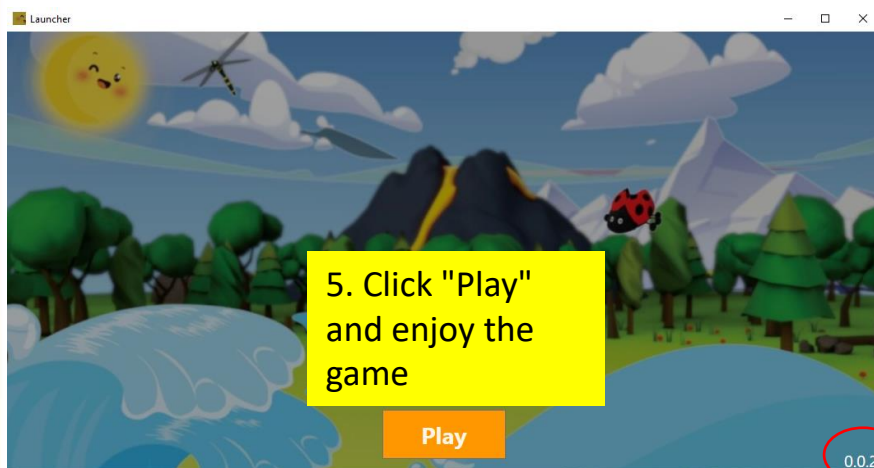 Launcher
5. Click "Play"
and enjoy the
game
Play
0.0.2